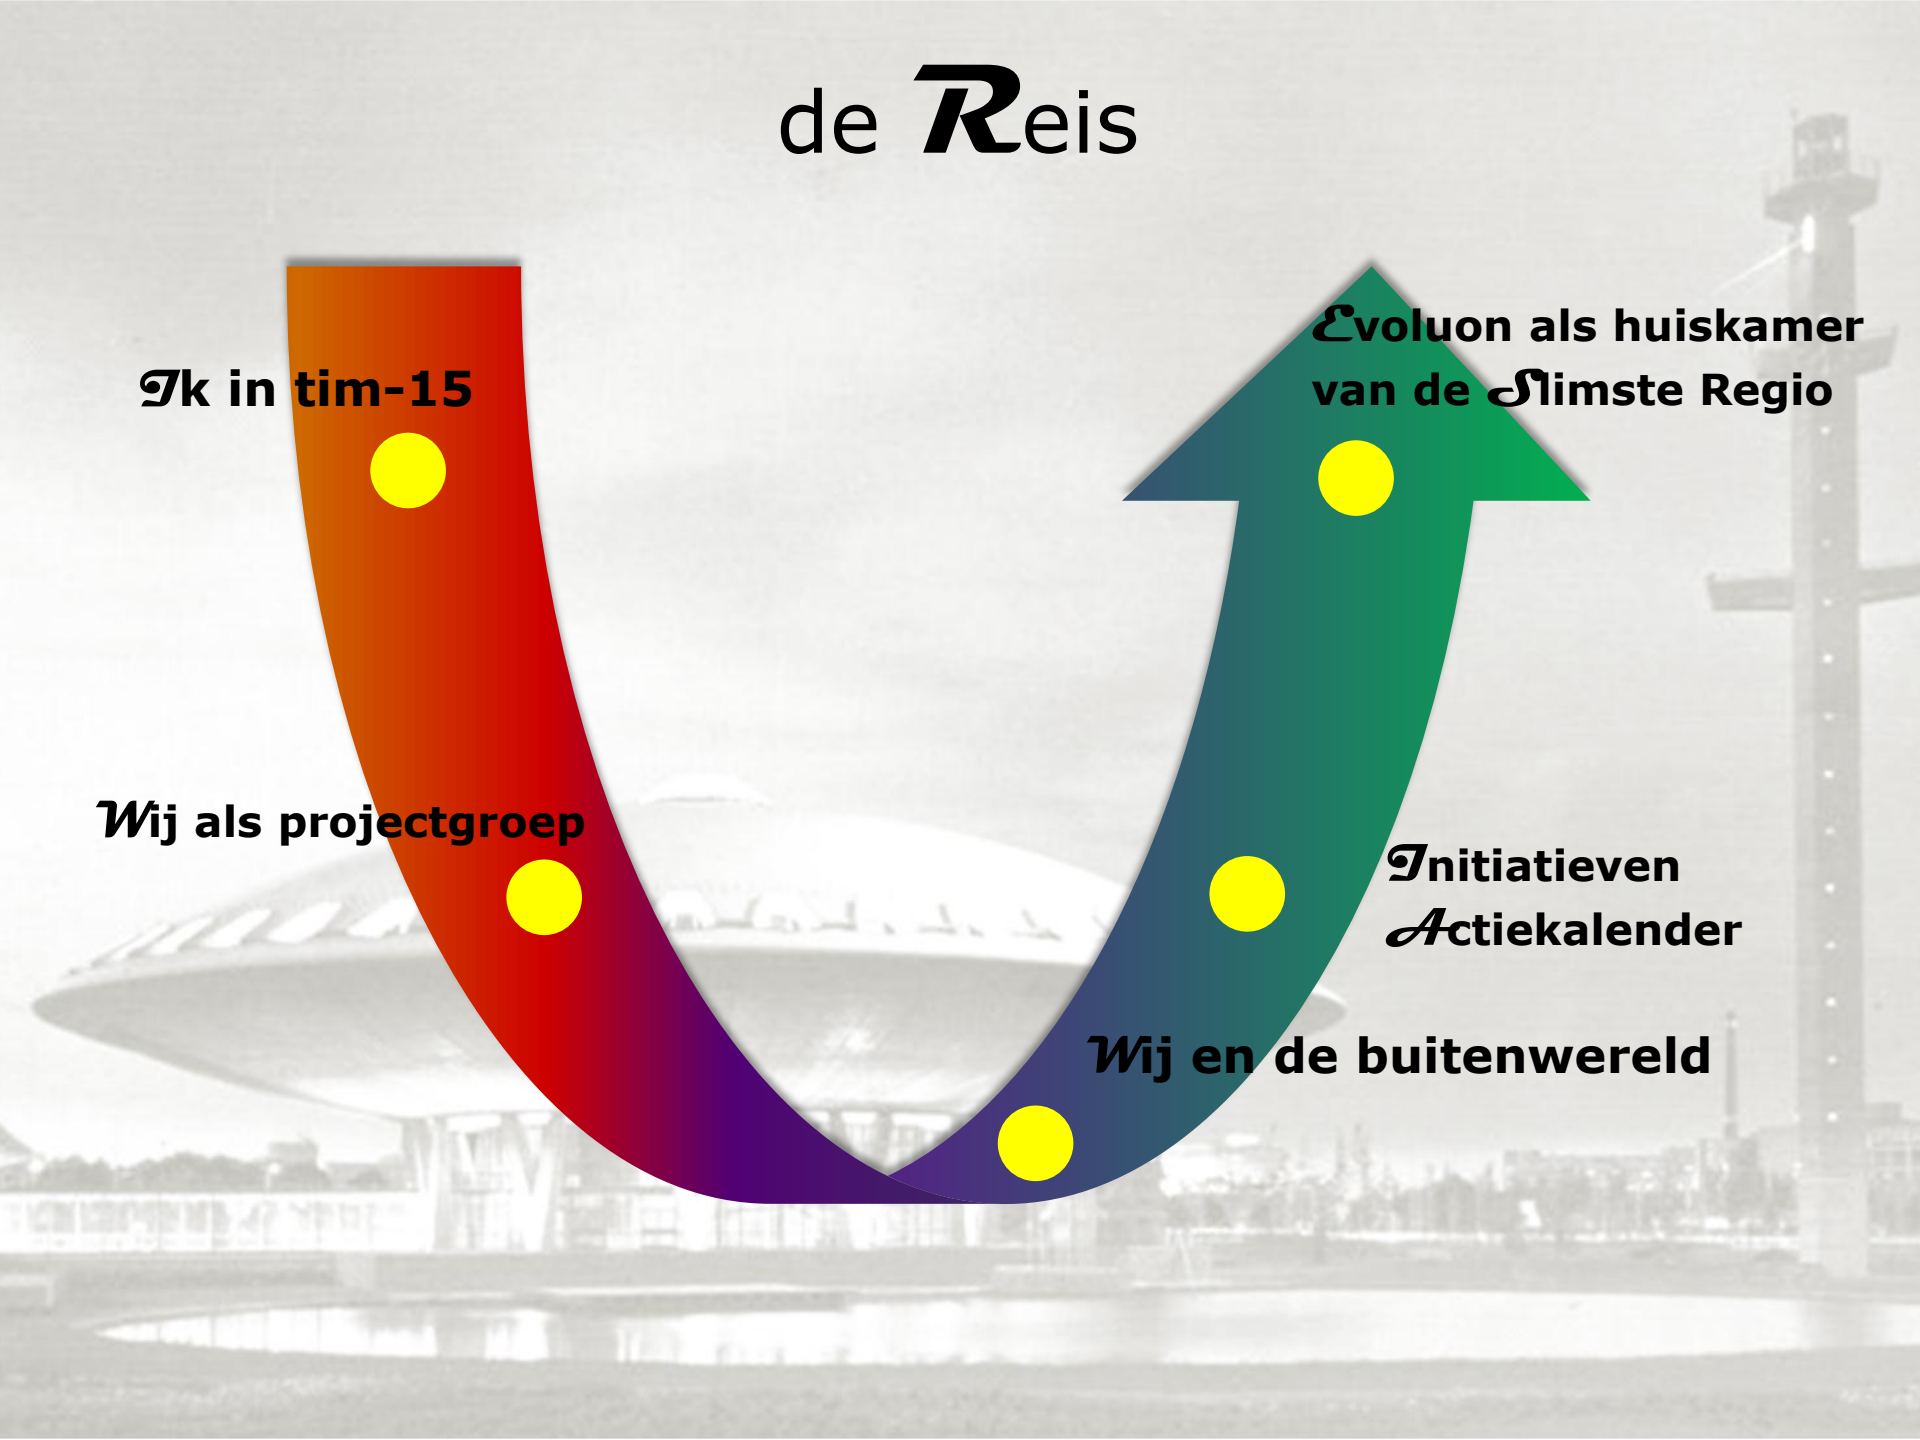 de Reis
Ik in tim-15
Wij als projectgroep
Wij en de buitenwereld
Initiatieven
Actiekalender
Evoluon als huiskamer
van de Slimste Regio